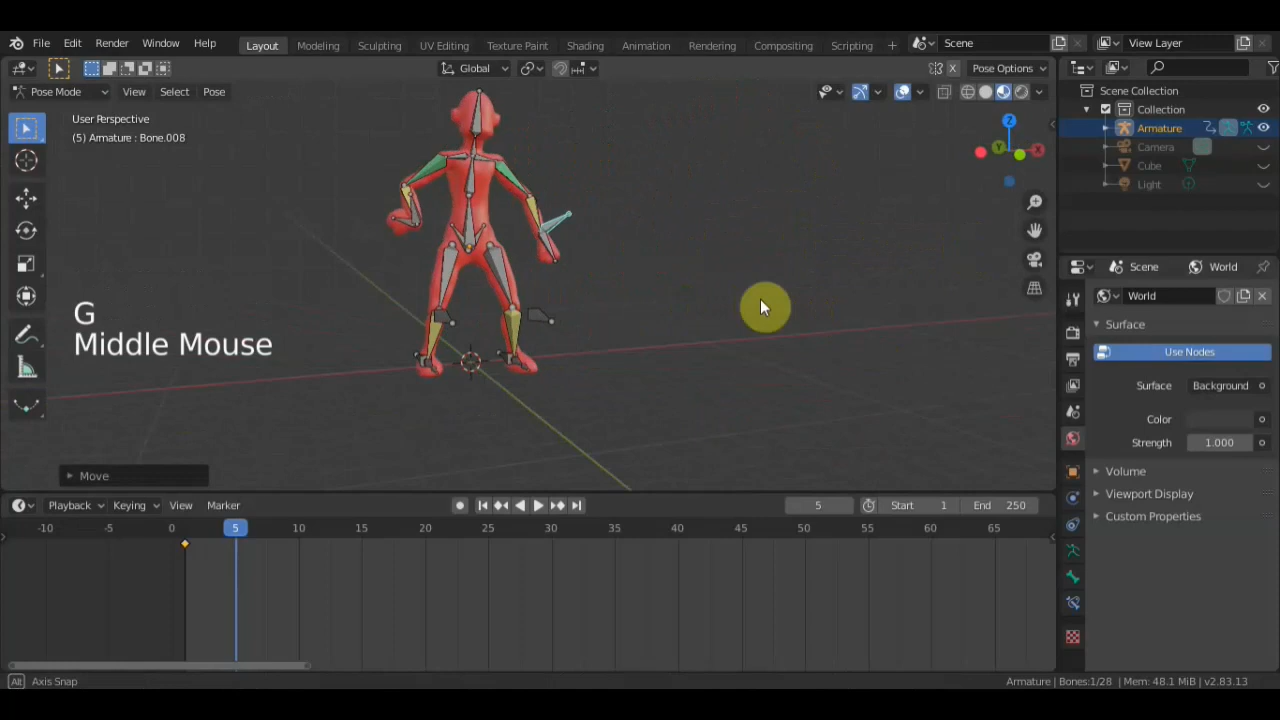 File Edit Render Window Help Layout Modeling Sculpting UV Editing Texture Paint Shading Animation Rendering Compositing Scripting + Scene View Layer
Global Pose Options
Pose Mode View Select Pose
Scene Collection
Collection
Armature
Camera
Cube
Light
User Perspective
(5) Armature : Bone.008
Z
X
Y
Scene World
World
Surface
Use Nodes
Surface Background
Color
Strength 1.000
Volume
Viewport Display
Custom Properties
G
Middle Mouse
Move
Playback Keying View Marker 5 Start 1 End 250
-10 -5 0 5 10 15 20 25 30 35 40 45 50 55 60 65
Alt Axis Snap Armature | Bones:1/28 | Mem: 48.1 MiB | v2.83.13